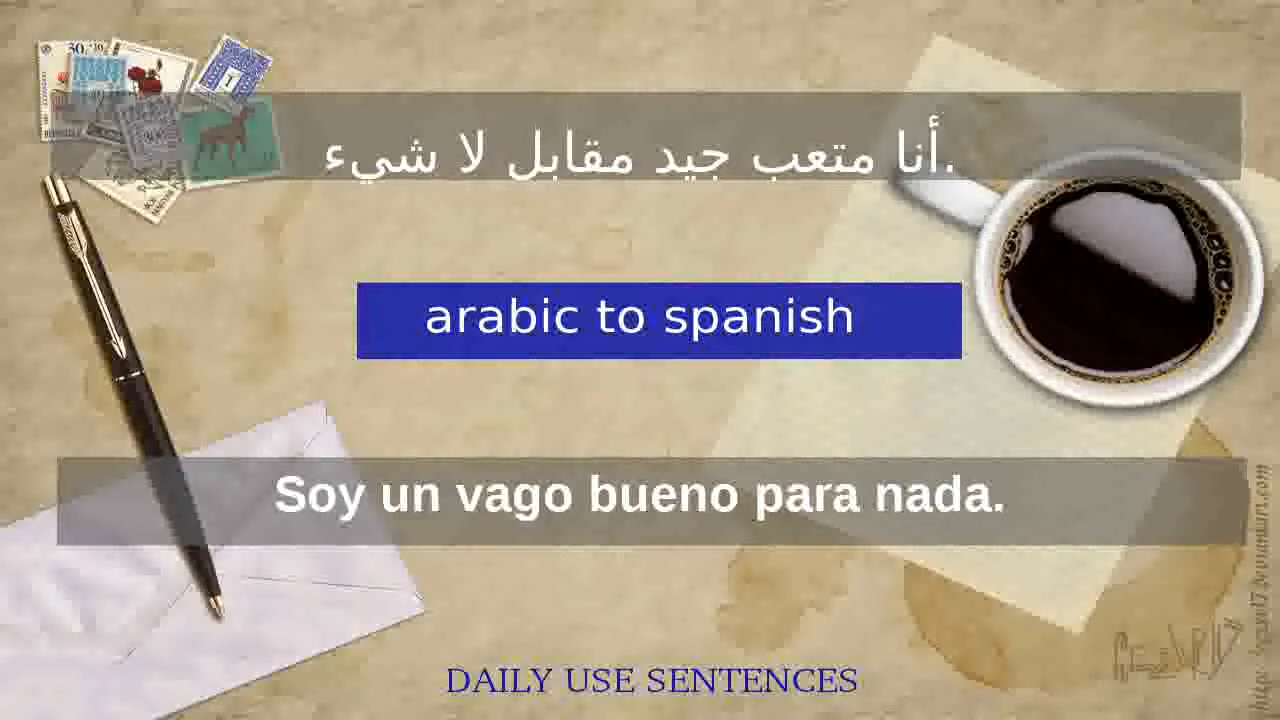 أنا متعب جيد مقابل لا شيء.
arabic to spanish
Soy un vago bueno para nada.
DAILY USE SENTENCES